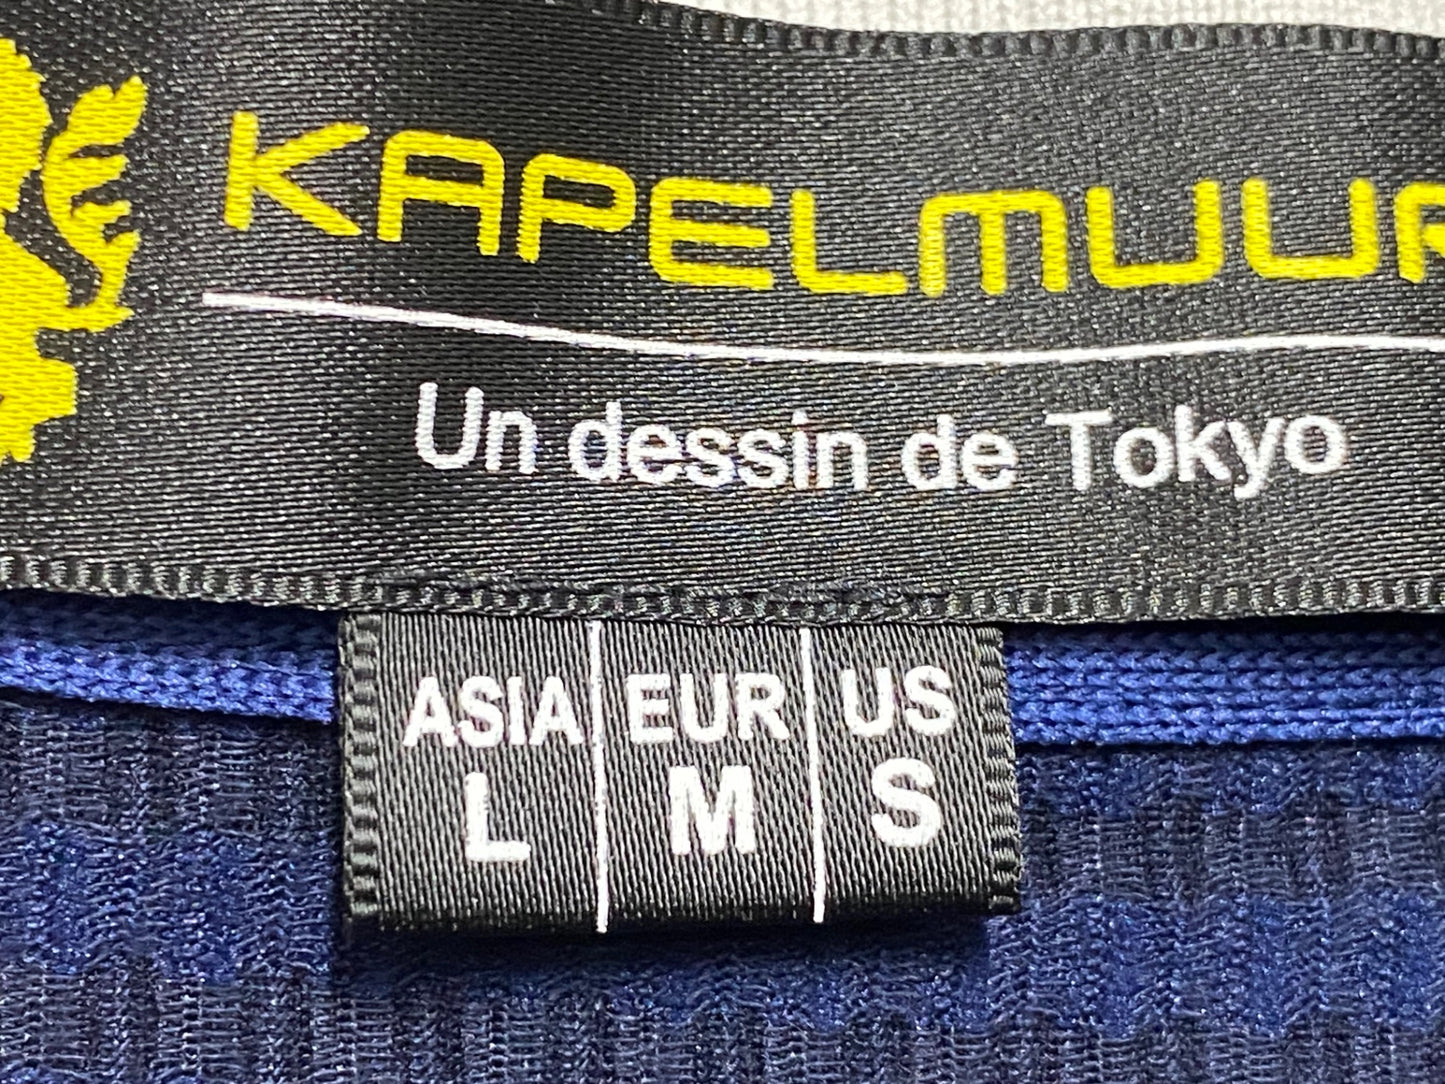 KAPELMUUR
Un dessin de Tokyo
ASIA EUR US
L M S